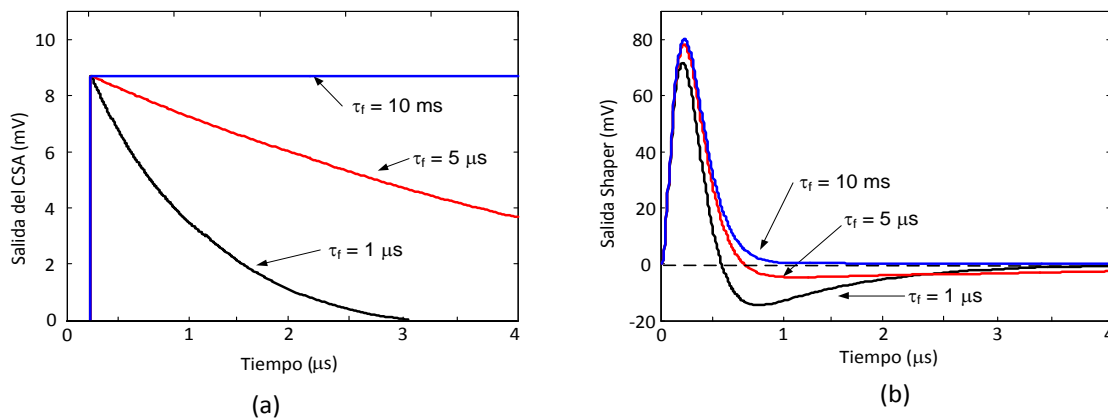 Salida del CSA (mV)
10
8
6
4
2
0
0
1
2
3
4
τf = 10 ms
τf = 5 μs
τf = 1 μs
Tiempo (μs)
(a)
Salida Shaper (mV)
80
60
40
20
0
-20
0
1
2
3
4
τf = 10 ms
τf = 5 μs
τf = 1 μs
Tiempo (μs)
(b)